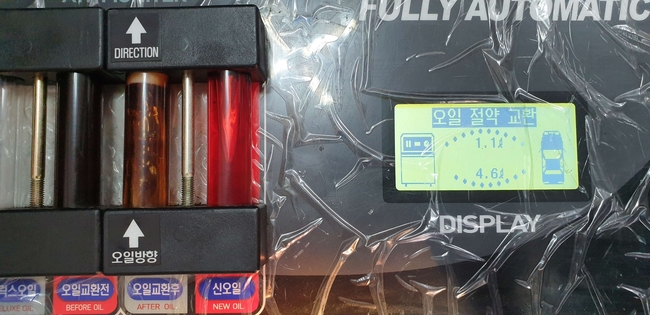 FULLY AUTOMATIC
DIRECTION
오일 절약 교환
1.1ℓ
4.6ℓ
DISPLAY
오일방향
오일교환전
BEFORE OIL
오일교환후
AFTER OIL
신오일
NEW OIL